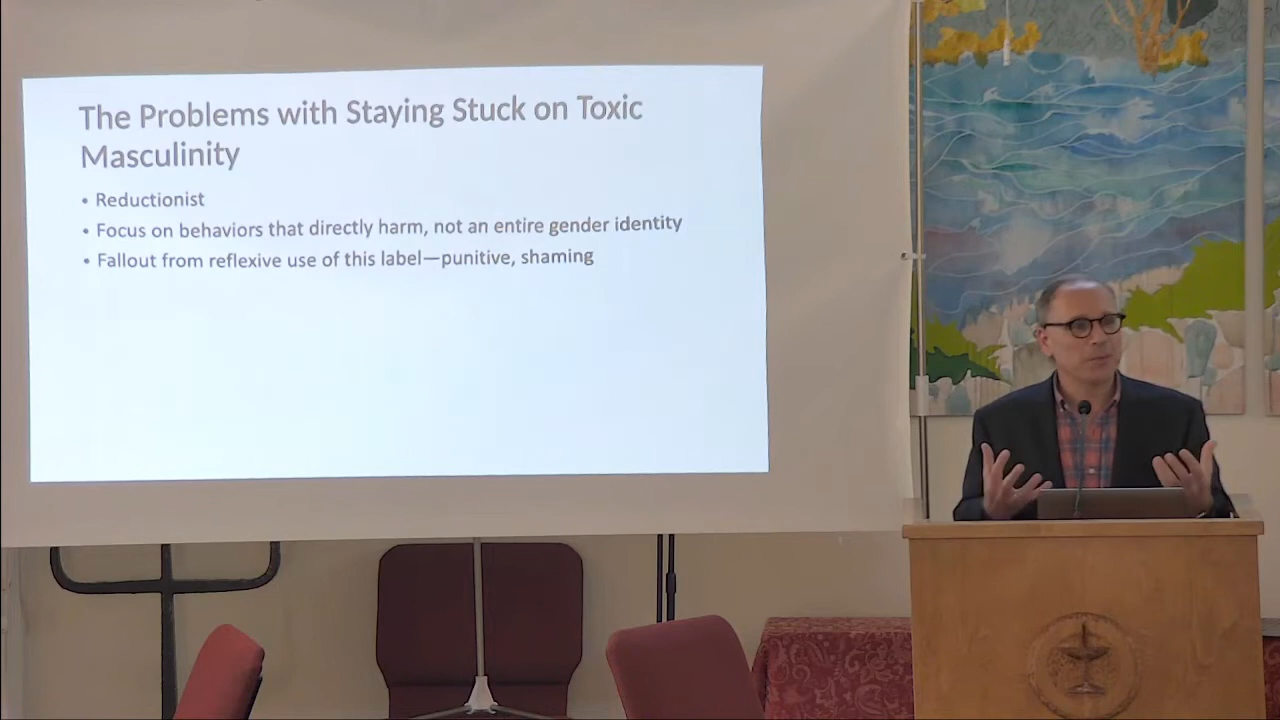 The Problems with Staying Stuck on Toxic
Masculinity
• Reductionist
• Focus on behaviors that directly harm, not an entire gender identity
• Fallout from reflexive use of this label—punitive, shaming